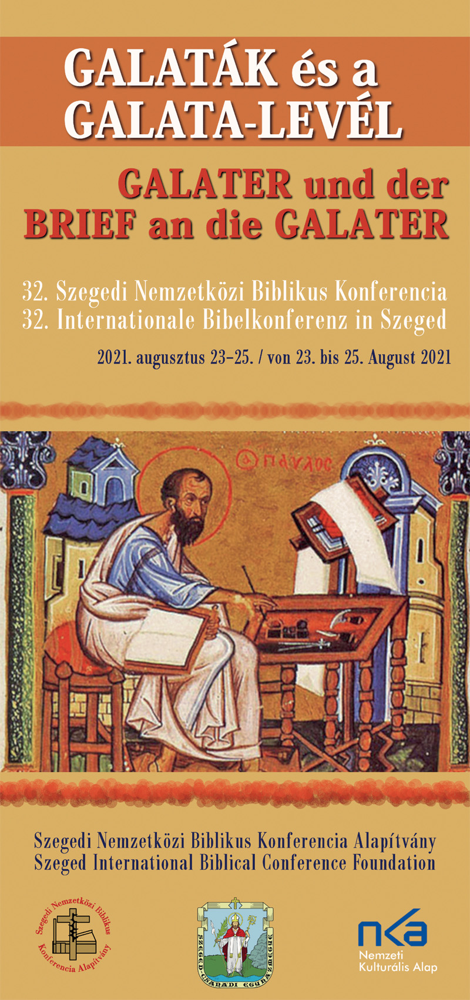 GALATÁK és a
GALATA-LEVÉL
GALATER und der
BRIEF an die GALATER
32. Szegedi Nemzetközi Biblikus Konferencia
32. Internationale Bibelkonferenz in Szeged
2021. augusztus 23–25. / von 23. bis 25. August 2021
ΠΑΥΛΟC
Szegedi Nemzetközi Biblikus Konferencia Alapítvány
Szeged International Biblical Conference Foundation
Szegedi Nemzetközi Biblikus
Konferencia Alapítvány
SZEGED-CSANÁDI EGYHÁZMEGYE
nka
Nemzeti
Kulturális Alap